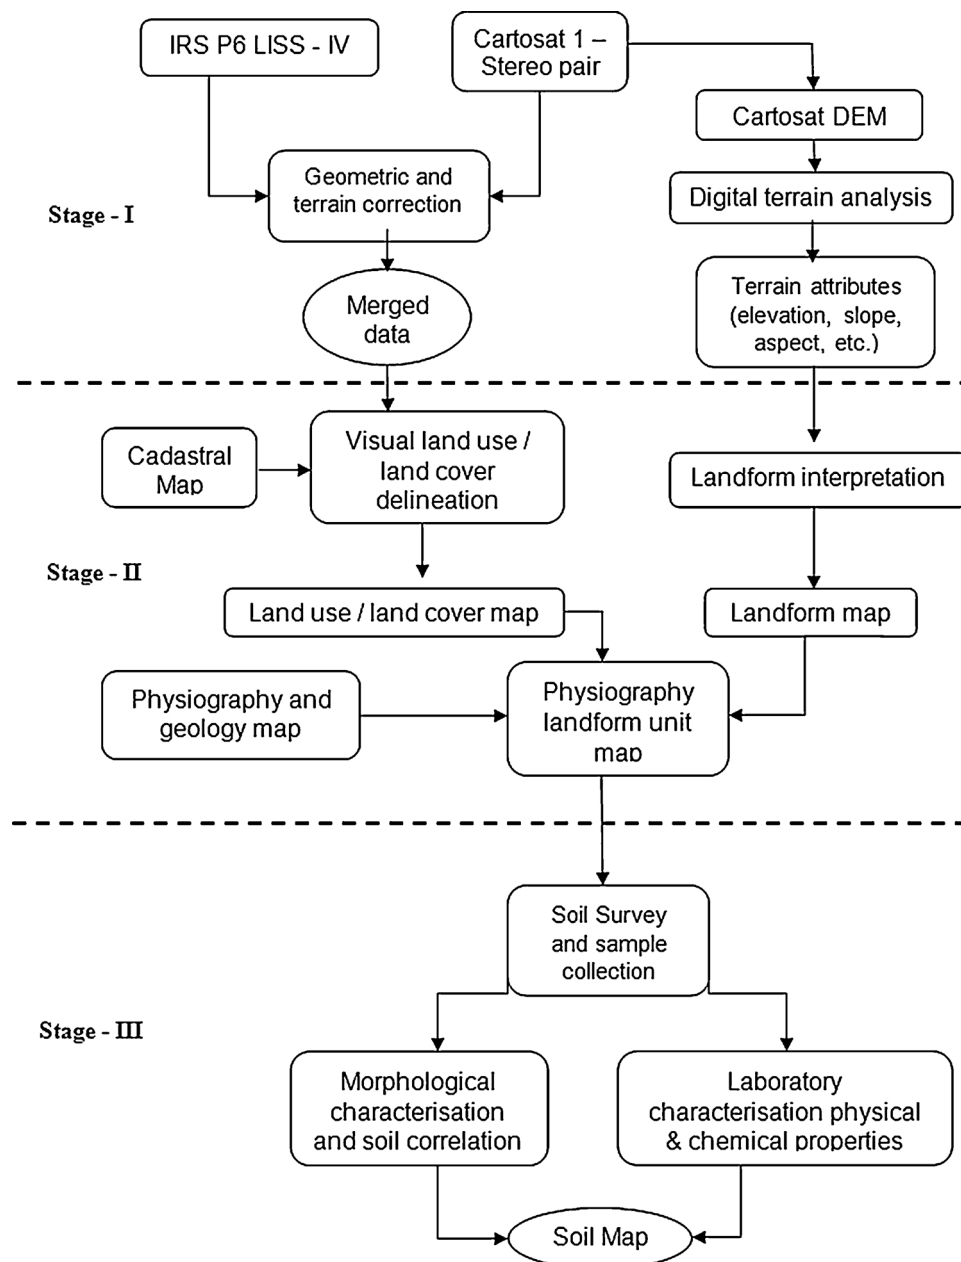 IRS P6 LISS - IV
Cartosat 1 –
Stereo pair
Cartosat DEM
Geometric and
terrain correction
Digital terrain analysis
Stage - I
Terrain attributes
(elevation, slope,
aspect, etc.)
Merged
data
Cadastral
Map
Visual land use /
land cover
delineation
Landform interpretation
Stage - II
Land use / land cover map
Landform map
Physiography and
geology map
Physiography
landform unit
map
Soil Survey
and sample
collection
Stage - III
Morphological
characterisation
and soil correlation
Laboratory
characterisation physical
& chemical properties
Soil Map